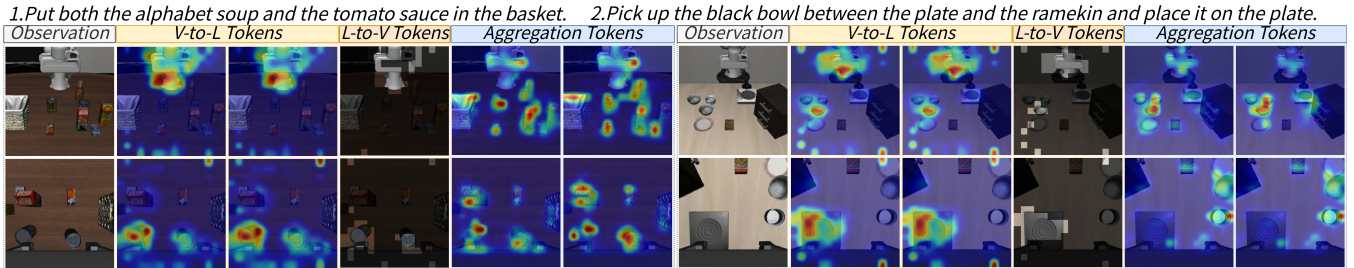 1.Put both the alphabet soup and the tomato sauce in the basket.
2.Pick up the black bowl between the plate and the ramekin and place it on the plate.
Observation V-to-L Tokens L-to-V Tokens Aggregation Tokens
Observation V-to-L Tokens L-to-V Tokens Aggregation Tokens